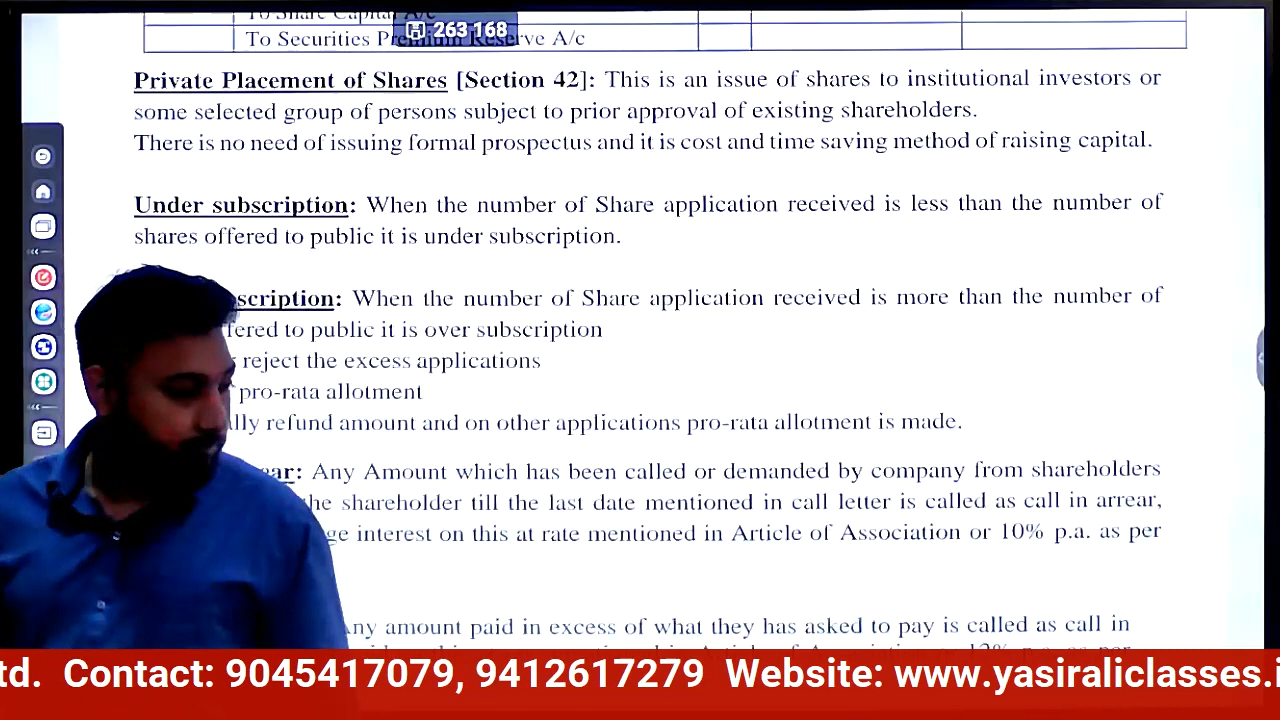 To Share Capital A/c
263 168
To Securities Premium Reserve A/c
Private Placement of Shares [Section 42]: This is an issue of shares to institutional investors or
some selected group of persons subject to prior approval of existing shareholders.
There is no need of issuing formal prospectus and it is cost and time saving method of raising capital.
Under subscription: When the number of Share application received is less than the number of
shares offered to public it is under subscription.
scription: When the number of Share application received is more than the number of
fered to public it is over subscription
reject the excess applications
pro-rata allotment
lly refund amount and on other applications pro-rata allotment is made.
ear: Any Amount which has been called or demanded by company from shareholders
he shareholder till the last date mentioned in call letter is called as call in arrear,
ge interest on this at rate mentioned in Article of Association or 10% p.a. as per
ny amount paid in excess of what they has asked to pay is called as call in
td. Contact: 9045417079, 9412617279 Website: www.yasiraliclasses.i